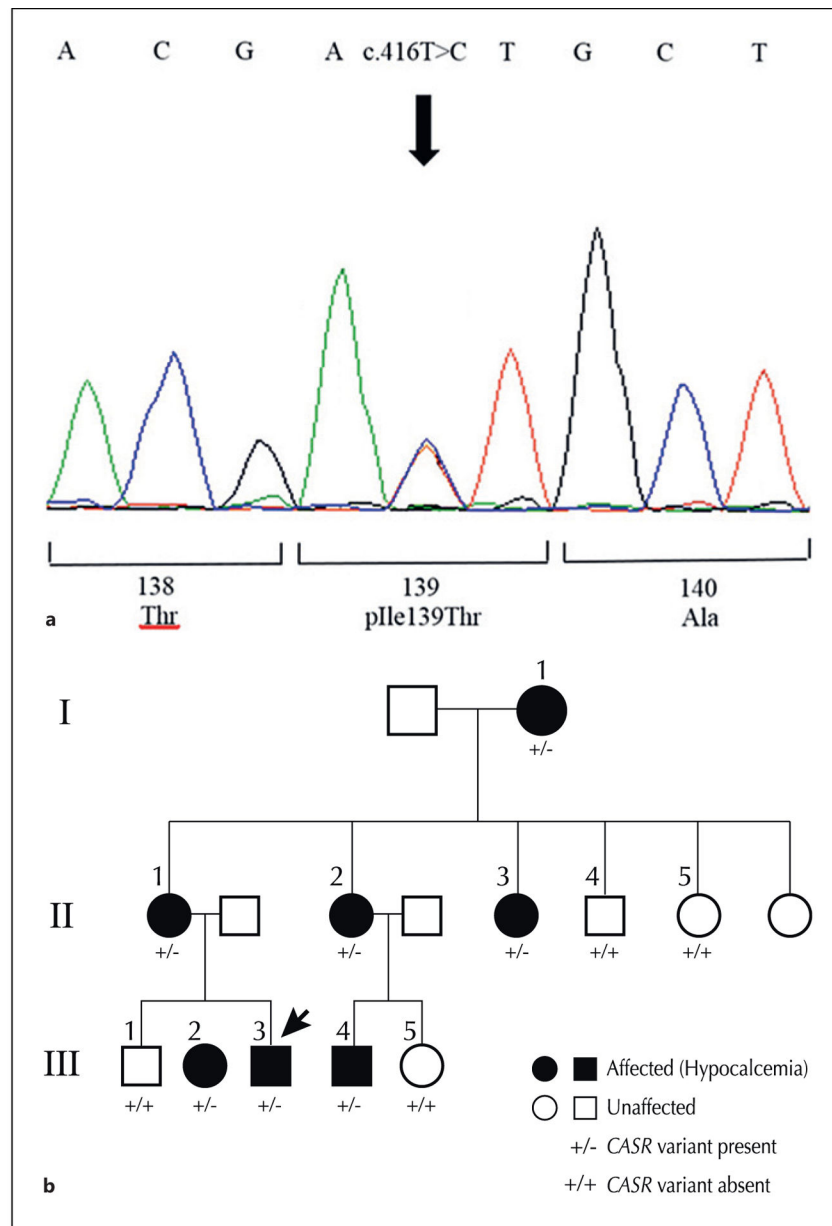 A C G A c.416T>C T G C T
138 139 140
Thr pIle139Thr Ala
a
1
I
+/-
1 2 3 4 5
II
+/- +/- +/- +/+ +/+
1 2 3 4 5
III
+/+ +/- +/- +/- +/+
Affected (Hypocalcemia)
Unaffected
+/- CASR variant present
+/+ CASR variant absent
b